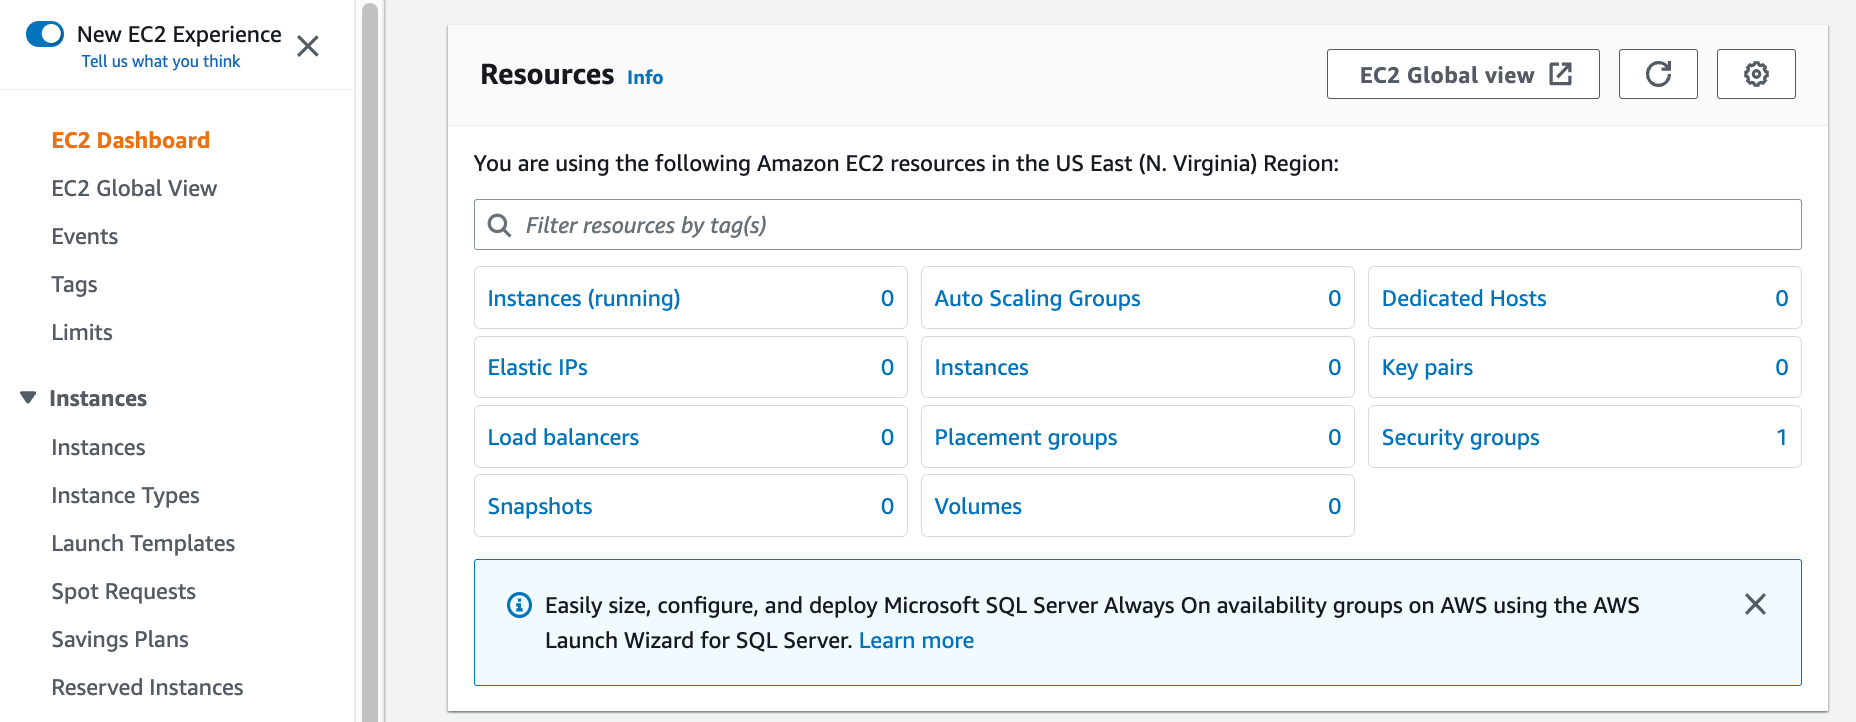 New EC2 Experience
Tell us what you think
EC2 Dashboard
EC2 Global View
Events
Tags
Limits
Instances
Instances
Instance Types
Launch Templates
Spot Requests
Savings Plans
Reserved Instances
Resources Info
EC2 Global view
You are using the following Amazon EC2 resources in the US East (N. Virginia) Region:
Filter resources by tag(s)
Instances (running) 0
Auto Scaling Groups 0
Dedicated Hosts 0
Elastic IPs 0
Instances 0
Key pairs 0
Load balancers 0
Placement groups 0
Security groups 1
Snapshots 0
Volumes 0
Easily size, configure, and deploy Microsoft SQL Server Always On availability groups on AWS using the AWS
Launch Wizard for SQL Server. Learn more